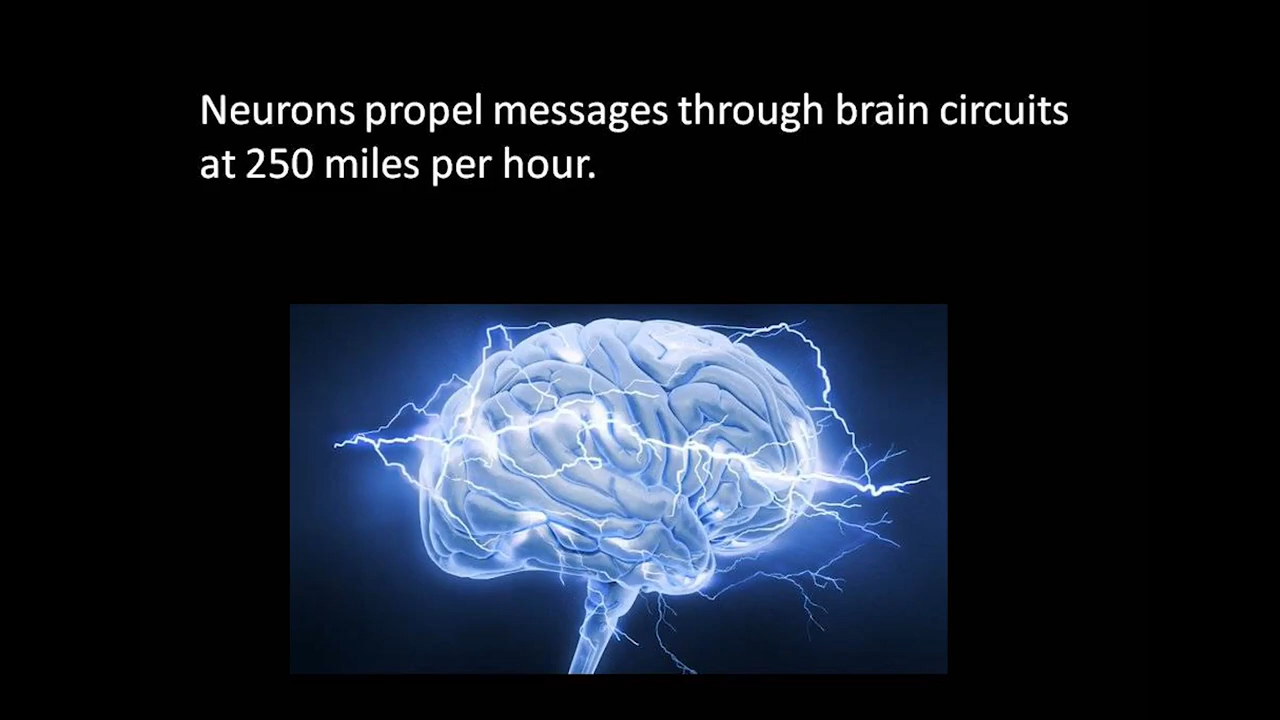 Neurons propel messages through brain circuits
at 250 miles per hour.